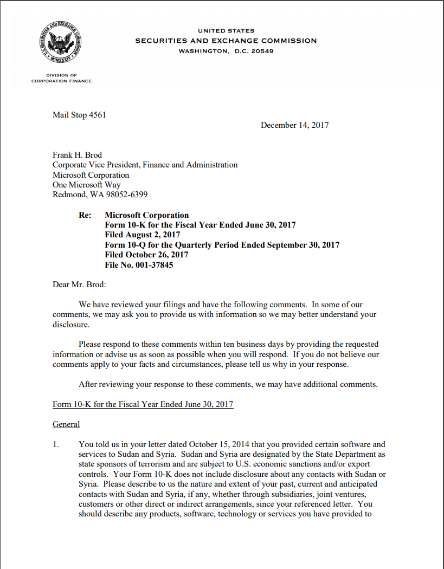 UNITED STATES
SECURITIES AND EXCHANGE COMMISSION
WASHINGTON, D.C. 20549
DIVISION OF
CORPORATION FINANCE
Mail Stop 4561
December 14, 2017
Frank H. Brod
Corporate Vice President, Finance and Administration
Microsoft Corporation
One Microsoft Way
Redmond, WA 98052-6399
Re: Microsoft Corporation
Form 10-K for the Fiscal Year Ended June 30, 2017
Filed August 2, 2017
Form 10-Q for the Quarterly Period Ended September 30, 2017
Filed October 26, 2017
File No. 001-37845
Dear Mr. Brod:
We have reviewed your filings and have the following comments. In some of our
comments, we may ask you to provide us with information so we may better understand your
disclosure.
Please respond to these comments within ten business days by providing the requested
information or advise us as soon as possible when you will respond. If you do not believe our
comments apply to your facts and circumstances, please tell us why in your response.
After reviewing your response to these comments, we may have additional comments.
Form 10-K for the Fiscal Year Ended June 30, 2017
General
1. You told us in your letter dated October 15, 2014 that you provided certain software and
services to Sudan and Syria. Sudan and Syria are designated by the State Department as
state sponsors of terrorism and are subject to U.S. economic sanctions and/or export
controls. Your Form 10-K does not include disclosure about any contacts with Sudan or
Syria. Please describe to us the nature and extent of your past, current and anticipated
contacts with Sudan and Syria, if any, whether through subsidiaries, joint ventures,
customers or other direct or indirect arrangements, since your referenced letter. You
should describe any products, software, technology or services you have provided to